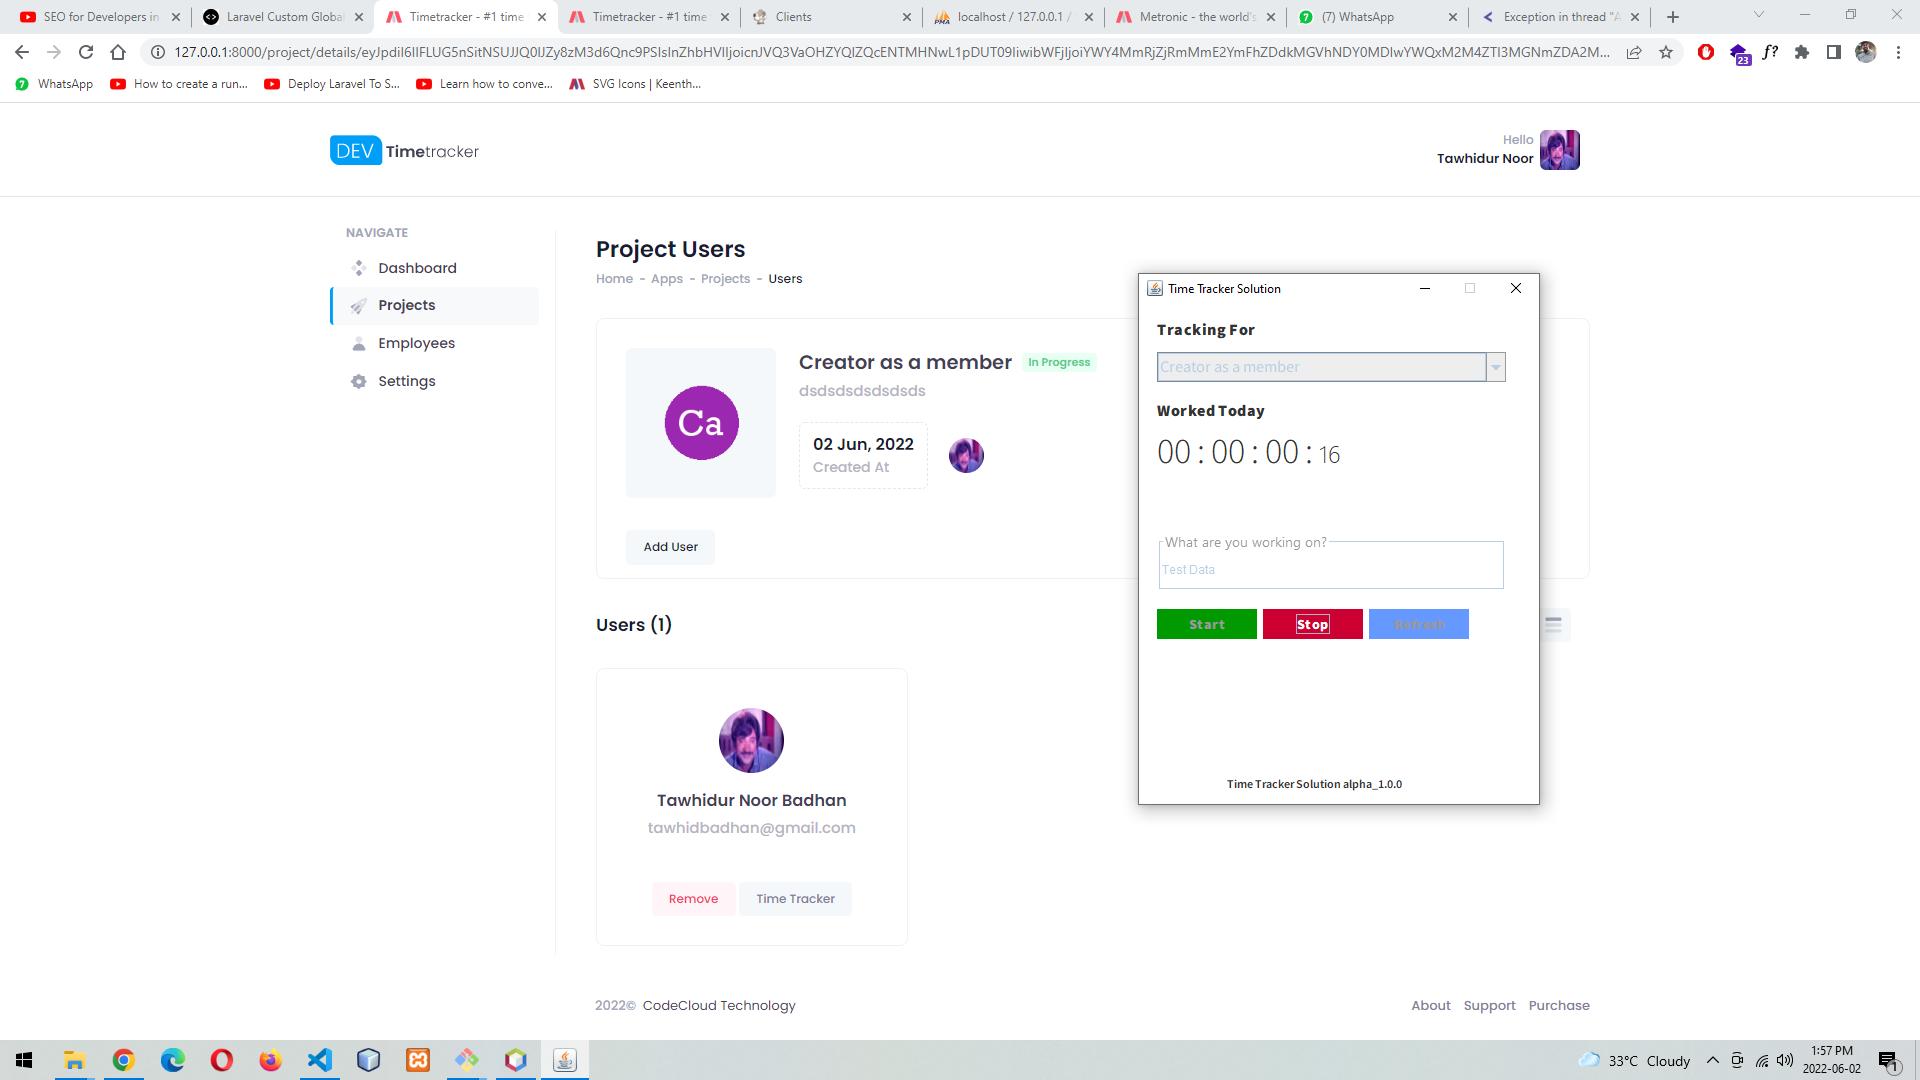 SEO for Developers in
Laravel Custom Global
Timetracker - #1 time
Timetracker - #1 time
Clients
localhost / 127.0.0.1 /
Metronic - the world's
(7) WhatsApp
Exception in thread "A
127.0.0.1:8000/project/details/
WhatsApp
How to create a run...
Deploy Laravel To S...
Learn how to conve...
SVG Icons | Keenth...
23
DEV Timetracker
Hello
Tawhidur Noor
NAVIGATE
Dashboard
Projects
Employees
Settings
Project Users
Home - Apps - Projects - Users
Ca
Creator as a member In Progress
dsdsdsdsdsdsds
02 Jun, 2022
Created At
Add User
Users (1)
Tawhidur Noor Badhan
tawhidbadhan@gmail.com
Remove
Time Tracker
Time Tracker Solution
Tracking For
Creator as a member
Worked Today
00 : 00 : 00 : 16
What are you working on?
Test Data
Start
Stop
Refresh
Time Tracker Solution alpha_1.0.0
2022© CodeCloud Technology
About Support Purchase
33°C Cloudy
1:57 PM
2022-06-02
1